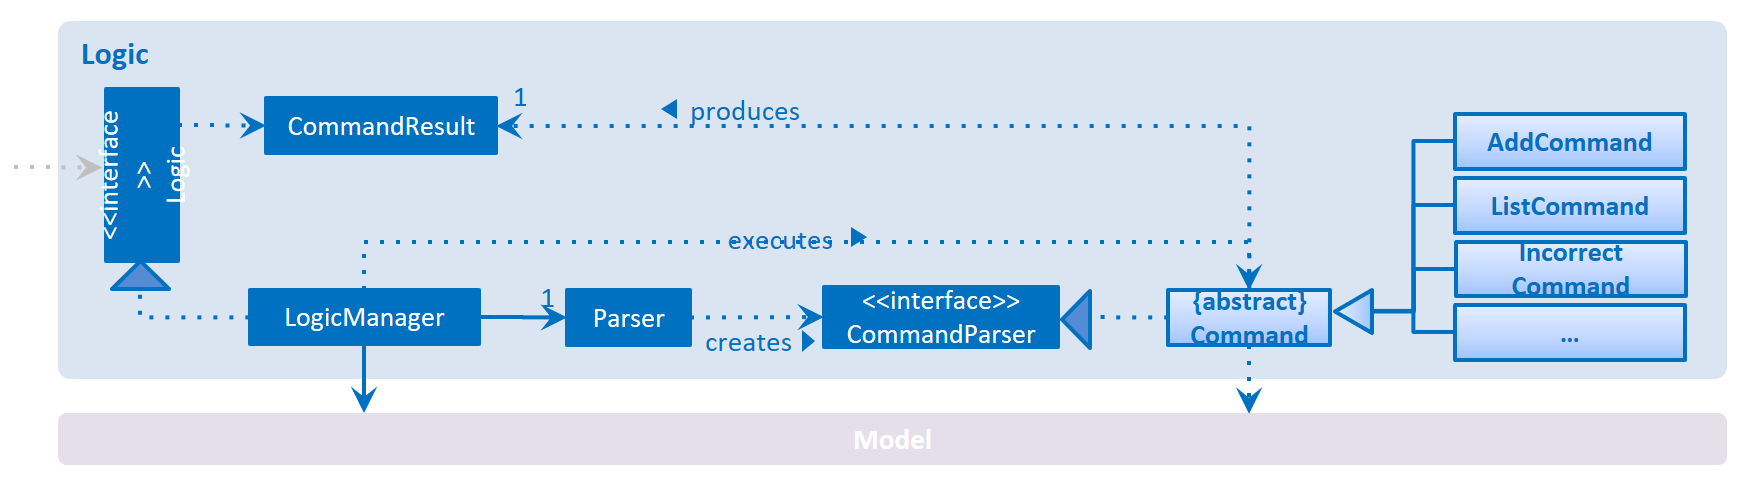 Logic
<<interface
>>
Logic
CommandResult
1
produces
executes
LogicManager
1
Parser
creates
<<interface>>
CommandParser
{abstract}
Command
AddCommand
ListCommand
Incorrect
Command
...
Model